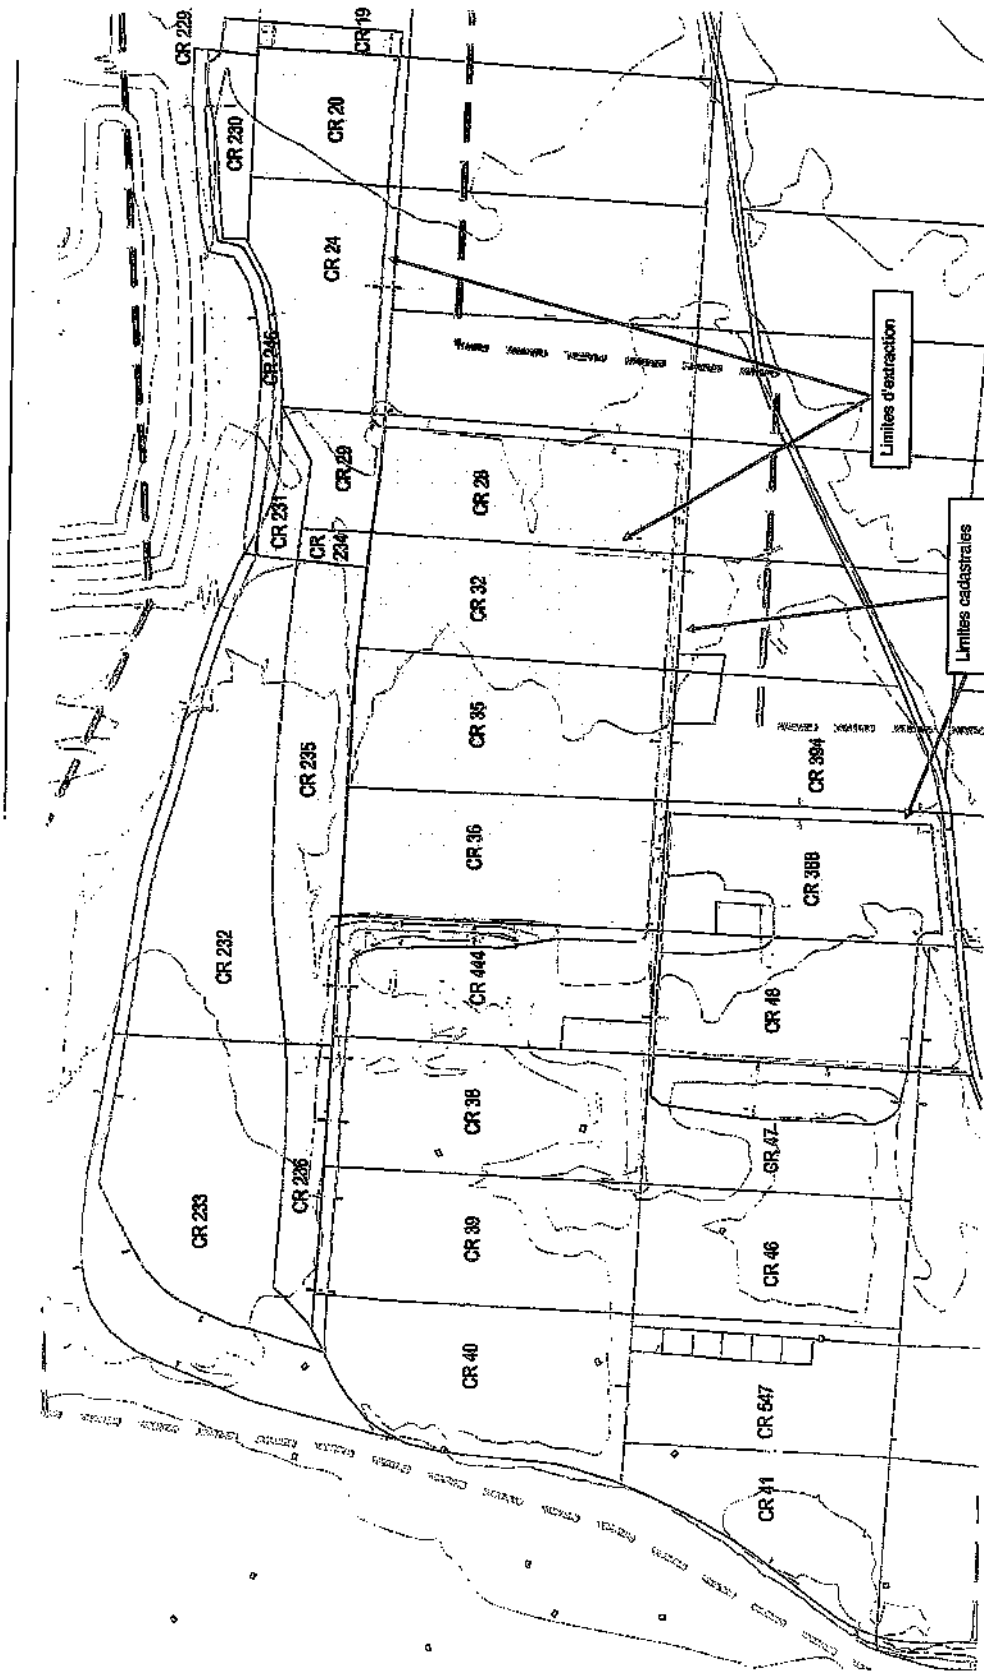 CR 229
CR 19
CR 230
CR 20
CR 24
CR 246
CR 231
CR 29
CR 234
CR 28
CR 32
CR 235
CR 35
CR 394
CR 36
CR 388
CR 232
CR 444
CR 48
CR 38
CR 47
CR 233
CR 236
CR 39
CR 46
CR 40
CR 547
CR 41
Limites d'extraction
Limites cadastrales